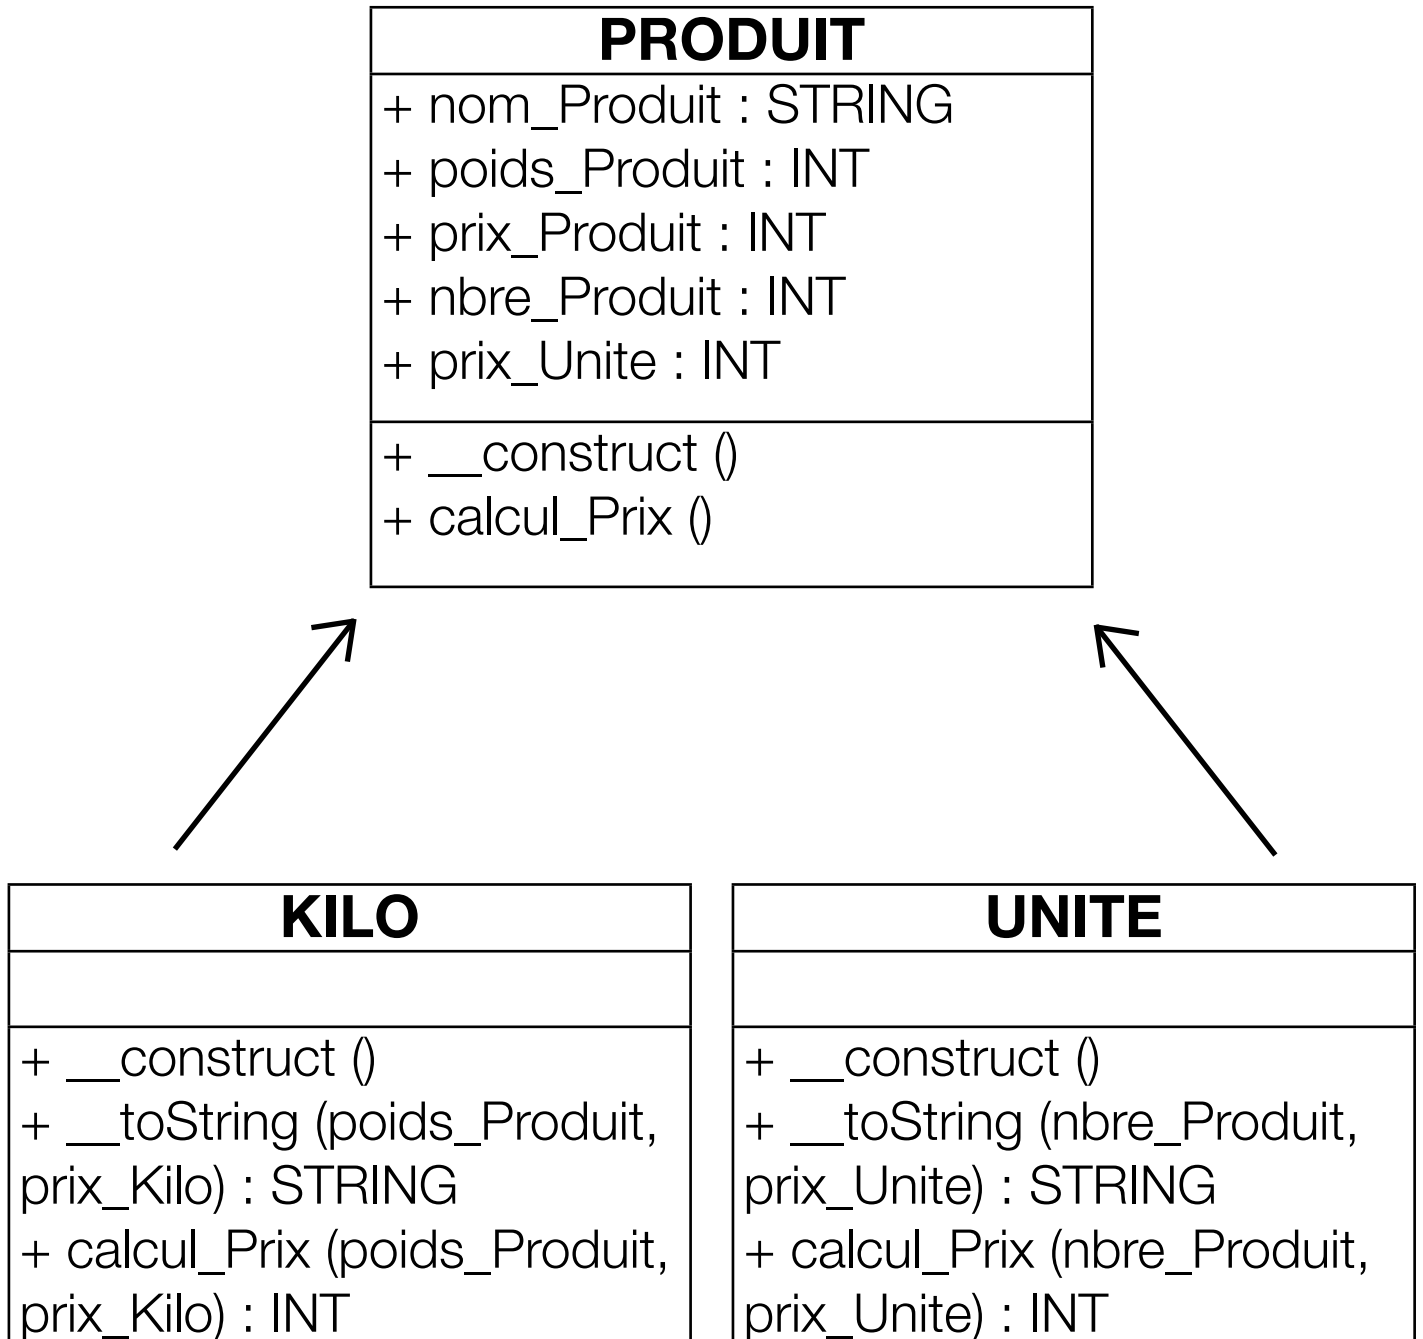 PRODUIT
+ nom_Produit : STRING
+ poids_Produit : INT
+ prix_Produit : INT
+ nbre_Produit : INT
+ prix_Unite : INT
+ __construct ()
+ calcul_Prix ()
KILO
+ __construct ()
+ __toString (poids_Produit,
prix_Kilo) : STRING
+ calcul_Prix (poids_Produit,
prix_Kilo) : INT
UNITE
+ __construct ()
+ __toString (nbre_Produit,
prix_Unite) : STRING
+ calcul_Prix (nbre_Produit,
prix_Unite) : INT